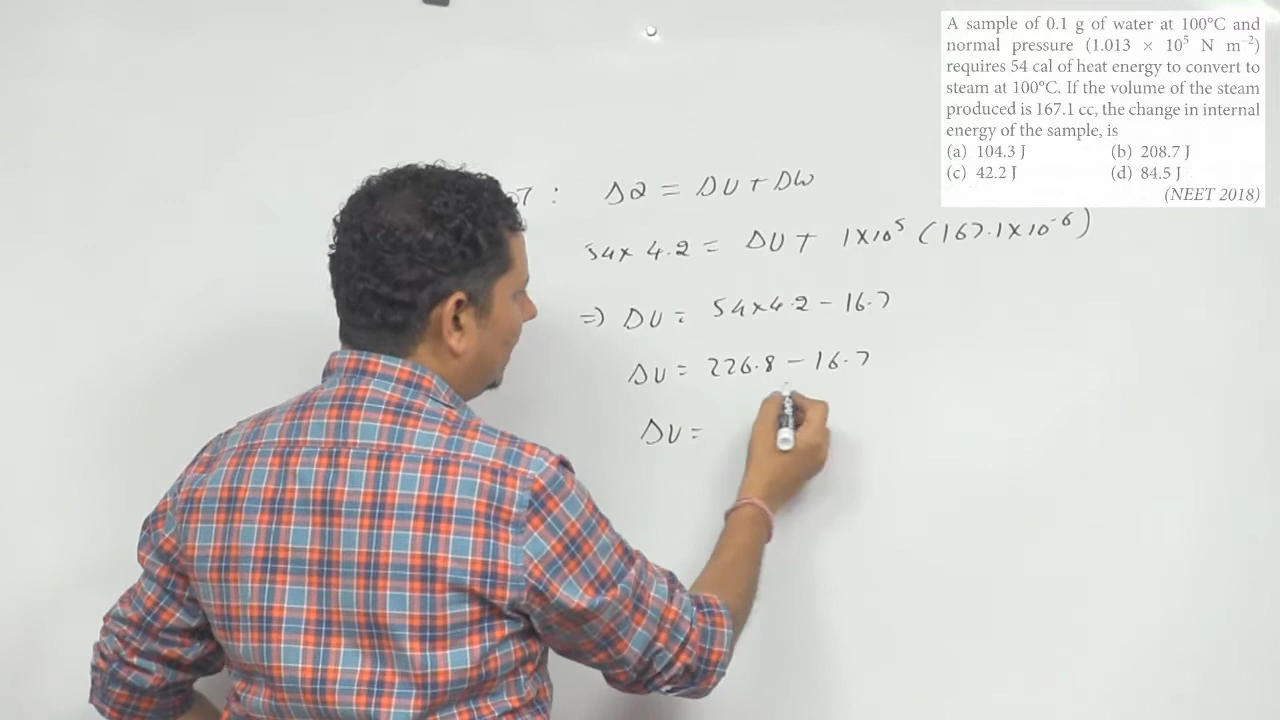 A sample of 0.1 g of water at 100°C and
normal pressure (1.013 × 10⁵ N m⁻²)
requires 54 cal of heat energy to convert to
steam at 100°C. If the volume of the steam
produced is 167.1 cc, the change in internal
energy of the sample, is
(a) 104.3 J (b) 208.7 J
(c) 42.2 J (d) 84.5 J
(NEET 2018)
: ΔQ = ΔU + ΔW
54 × 4.2 = ΔU + 1×10⁵ (167.1×10⁻⁶)
⇒ ΔU = 54×4.2 − 16.7
ΔU = 226.8 − 16.7
ΔU =